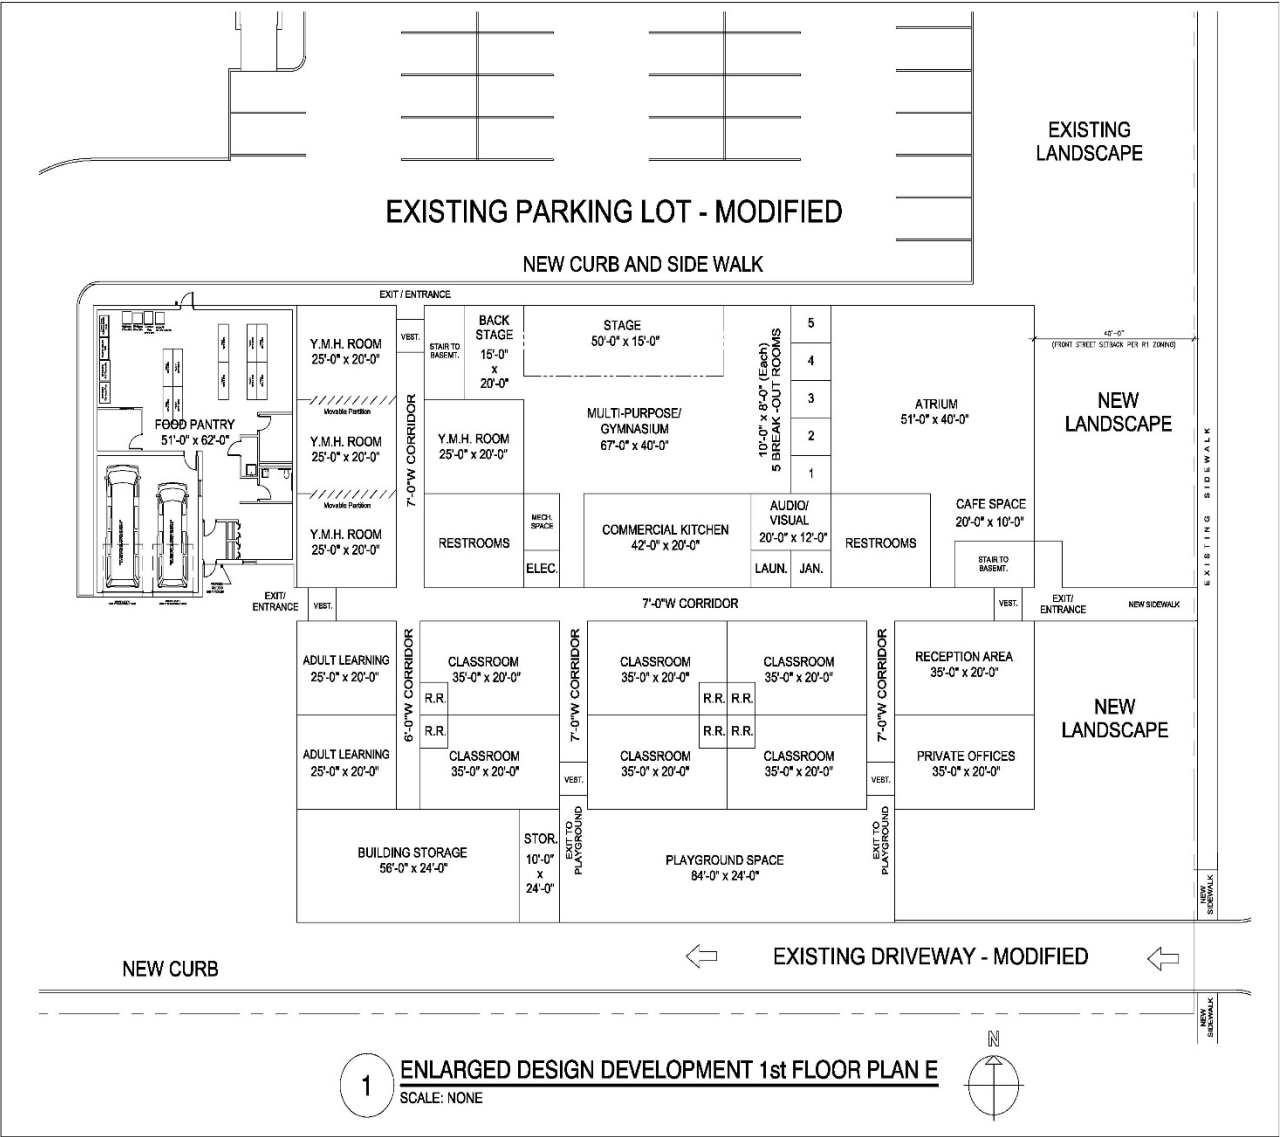 EXISTING
LANDSCAPE
EXISTING PARKING LOT - MODIFIED
NEW CURB AND SIDE WALK
EXIT / ENTRANCE
Y.M.H. ROOM
25'-0" x 20'-0"
VEST.
STAIR TO
BASEMT.
BACK
STAGE
15'-0"
x
20'-0"
STAGE
50'-0" x 15'-0"
10'-0" x 8'-0" (Each)
5 BREAK -OUT ROOMS
5
4
3
2
1
40'-0"
(FRONT STREET SETBACK PER R1 ZONING)
Movable Partition
FOOD PANTRY
51'-0" x 62'-0"
Y.M.H. ROOM
25'-0" x 20'-0"
7'-0"W CORRIDOR
Y.M.H. ROOM
25'-0" x 20'-0"
MULTI-PURPOSE/
GYMNASIUM
67'-0" x 40'-0"
ATRIUM
51'-0" x 40'-0"
NEW
LANDSCAPE
EXISTING SIDEWALK
Movable Partition
Y.M.H. ROOM
25'-0" x 20'-0"
RESTROOMS
MECH.
SPACE
ELEC.
COMMERCIAL KITCHEN
42'-0" x 20'-0"
AUDIO/
VISUAL
20'-0" x 12'-0"
LAUN.
JAN.
RESTROOMS
CAFE SPACE
20'-0" x 10'-0"
STAIR TO
BASEMT.
EXIT/
ENTRANCE
VEST.
7'-0"W CORRIDOR
VEST.
EXIT/
ENTRANCE
NEW SIDEWALK
ADULT LEARNING
25'-0" x 20'-0"
6'-0"W CORRIDOR
CLASSROOM
35'-0" x 20'-0"
R.R.
7'-0"W CORRIDOR
CLASSROOM
35'-0" x 20'-0"
R.R.
R.R.
CLASSROOM
35'-0" x 20'-0"
7'-0"W CORRIDOR
RECEPTION AREA
35'-0" x 20'-0"
NEW
LANDSCAPE
ADULT LEARNING
25'-0" x 20'-0"
R.R.
CLASSROOM
35'-0" x 20'-0"
VEST.
CLASSROOM
35'-0" x 20'-0"
R.R.
R.R.
CLASSROOM
35'-0" x 20'-0"
VEST.
PRIVATE OFFICES
35'-0" x 20'-0"
BUILDING STORAGE
56'-0" x 24'-0"
STOR.
10'-0"
x
24'-0"
EXIT TO
PLAYGROUND
PLAYGROUND SPACE
84'-0" x 24'-0"
EXIT TO
PLAYGROUND
NEW
SIDEWALK
NEW CURB
EXISTING DRIVEWAY - MODIFIED
NEW
SIDEWALK
N
1
ENLARGED DESIGN DEVELOPMENT 1st FLOOR PLAN E
SCALE: NONE